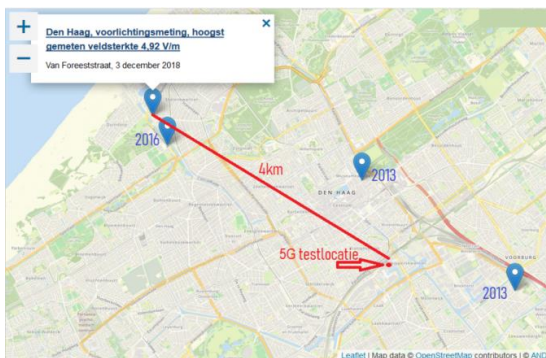 +
−
×
Den Haag, voorlichtingsmeting, hoogst
gemeten veldsterkte 4,92 V/m
Van Foreeststraat, 3 december 2018
2016
4km
2013
DEN HAAG
5G testlocatie
VOORBURG
2013
Leaflet | Map data © OpenStreetMap contributors | © AND